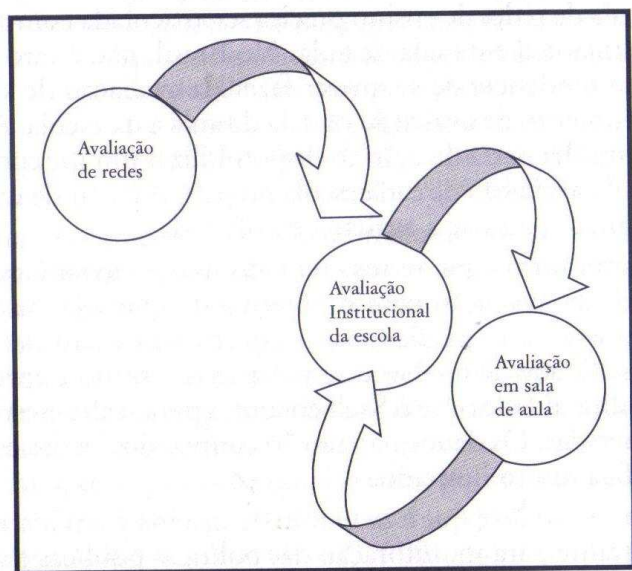 Avaliação
de redes
Avaliação
Institucional
da escola
Avaliação
em sala
de aula